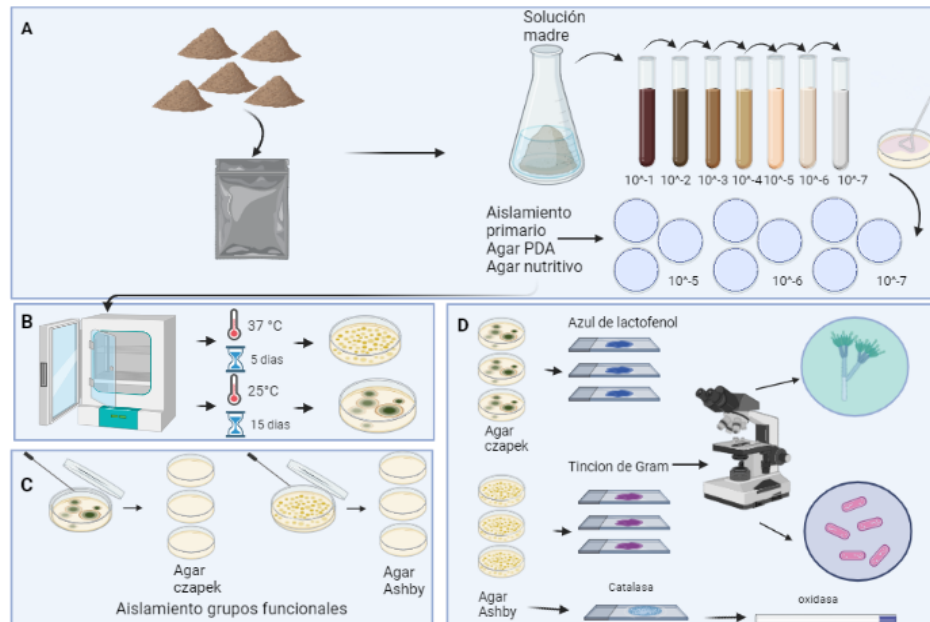 A
Solución
madre
10^-1 10^-2 10^-3 10^-4 10^-5 10^-6 10^-7
Aislamiento
primario
Agar PDA
Agar nutritivo
10^-5 10^-6 10^-7
B
37 °C
5 dias
25°C
15 dias
C
Agar
czapek
Agar
Ashby
Aislamiento grupos funcionales
D
Azul de lactofenol
Agar
czapek
Tincion de Gram
Agar
Ashby
Catalasa
oxidasa